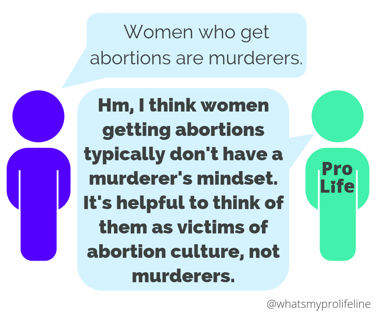 Women who get
abortions are murderers.
Hm, I think women
getting abortions
typically don't have a
murderer's mindset.
It's helpful to think of
them as victims of
abortion culture, not
murderers.
Pro
Life
@whatsmyprolifeline